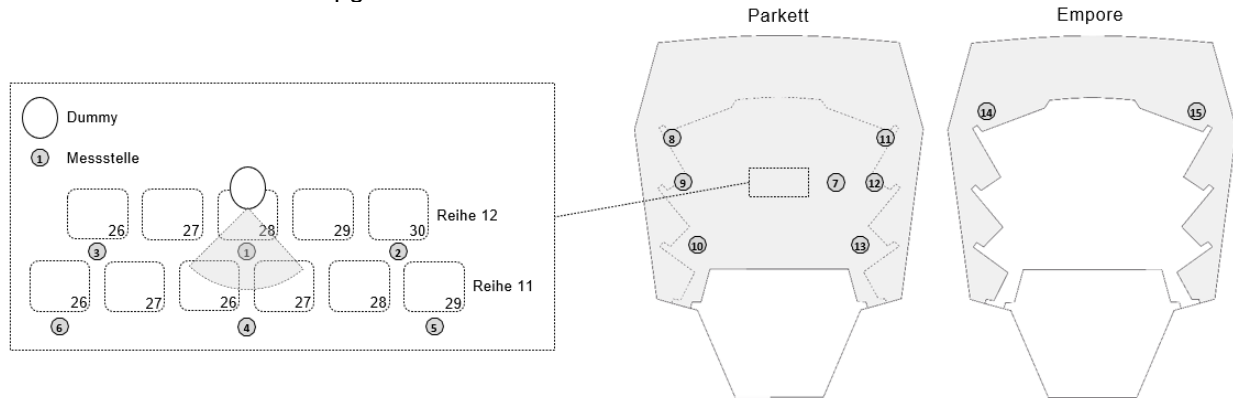 Parkett
Empore
Dummy
1 Messstelle
26 27 28 29 30 Reihe 12
3 1 2
26 27 26 27 28 29 Reihe 11
6 4 5
8 11
9 7 12
10 13
14 15